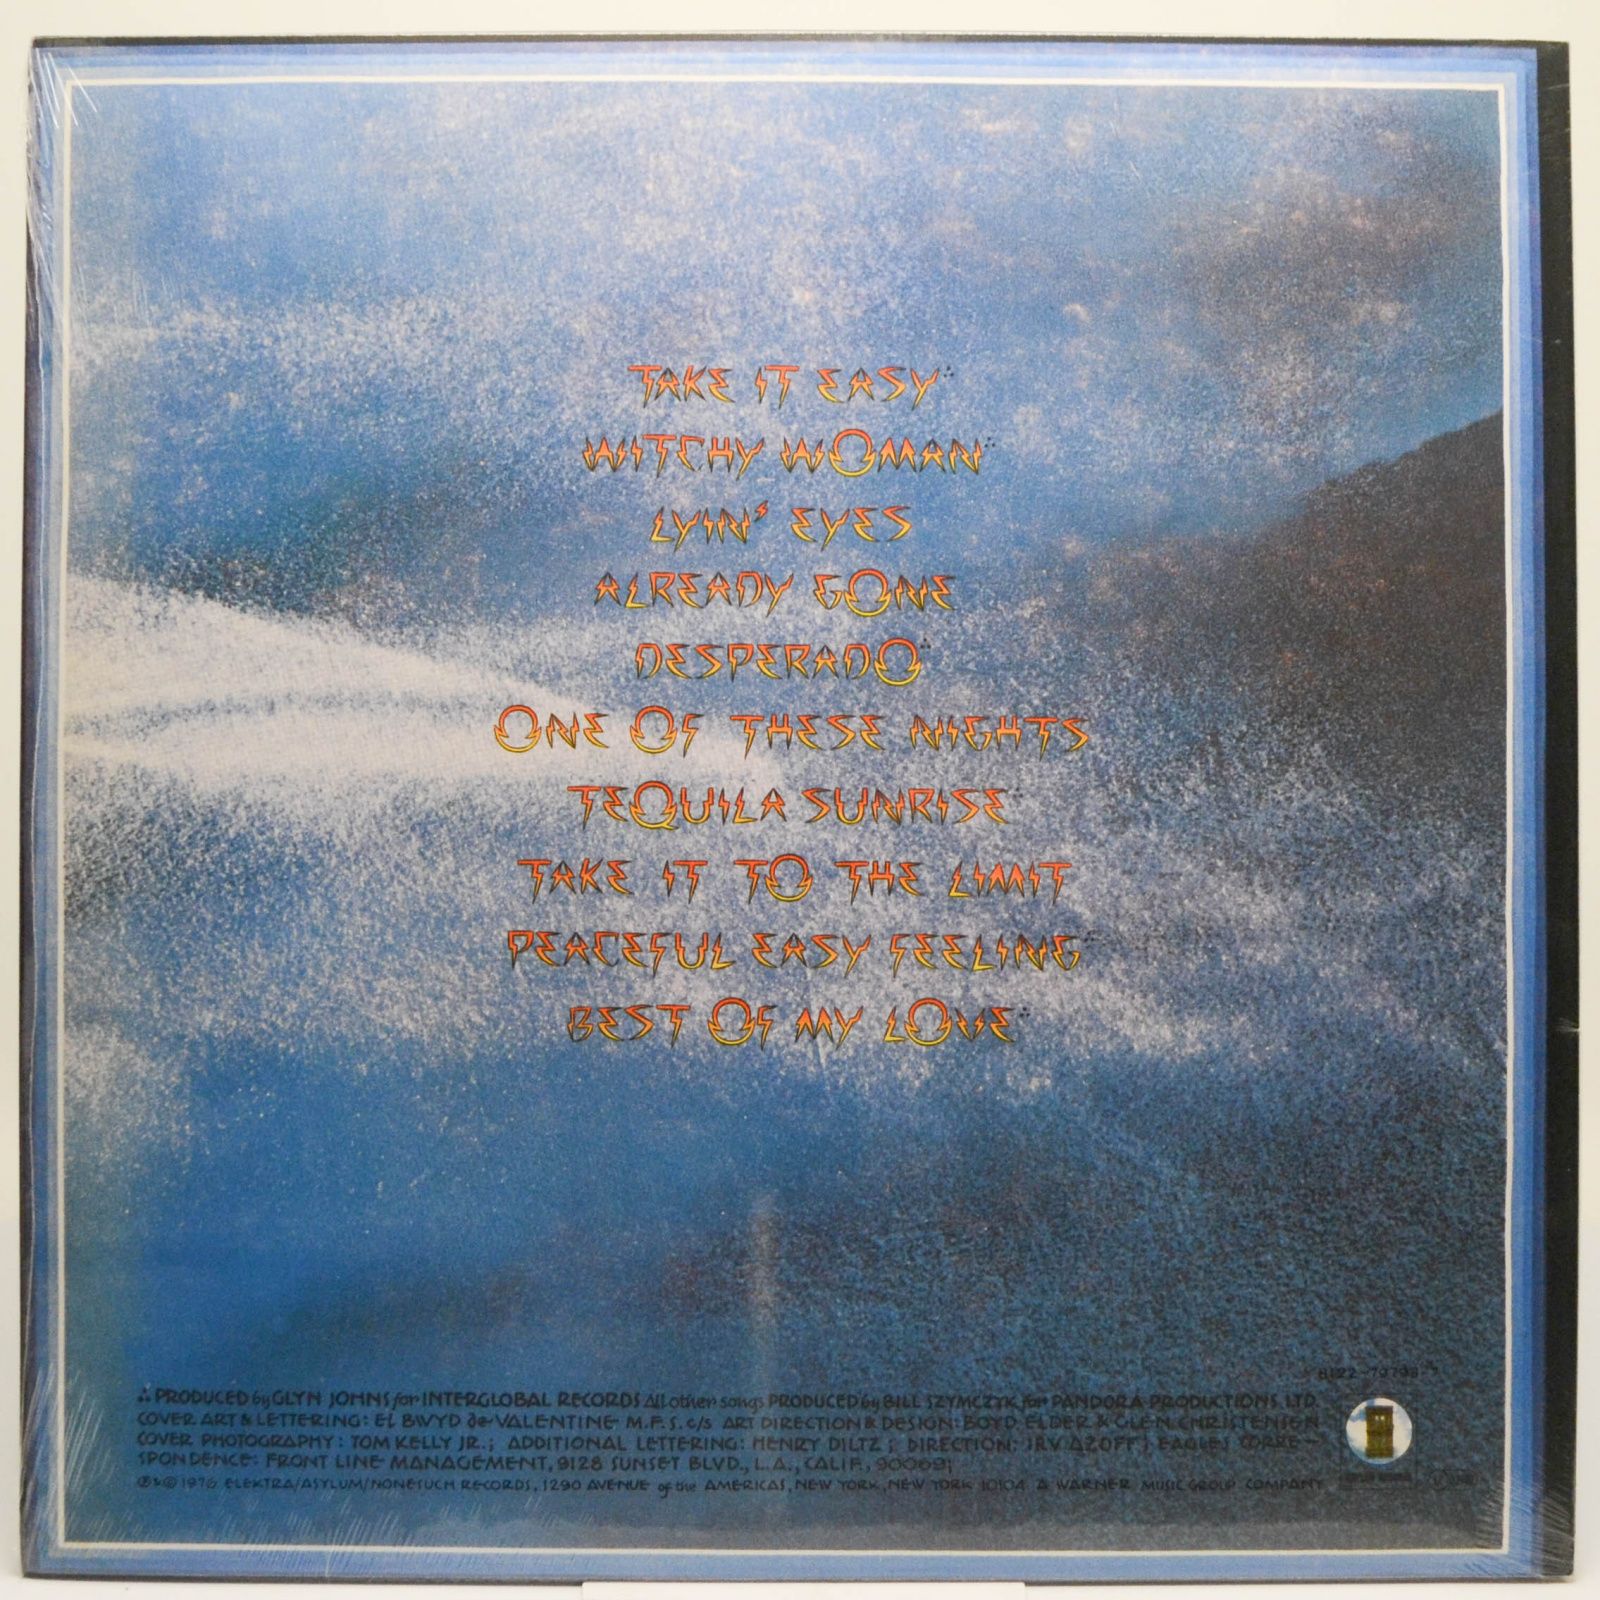 TAKE IT EASY∴
WITCHY WOMAN∴
LYIN' EYES
ALREADY GONE
DESPERADO∴
ONE OF THESE NIGHTS
TEQUILA SUNRISE∴
TAKE IT TO THE LIMIT
PEACEFUL EASY FEELING∴
BEST OF MY LOVE∴
8122-79793-7
∴ PRODUCED by GLYN JOHNS for INTERGLOBAL RECORDS All other songs PRODUCED by BILL SZYMCZYK for PANDORA PRODUCTIONS LTD.
COVER ART & LETTERING: EL BWYD de VALENTINE M.F.S. c/s ART DIRECTION & DESIGN: BOYD ELDER & GLEN CHRISTENSEN
COVER PHOTOGRAPHY: TOM KELLY JR.; ADDITIONAL LETTERING: HENRY DILTZ; DIRECTION: IRV AZOFF; EAGLES CORRE-
SPONDENCE: FRONT LINE MANAGEMENT, 9128 SUNSET BLVD., L.A., CALIF., 90069;
℗ & © 1976 ELEKTRA/ASYLUM/NONESUCH RECORDS, 1290 AVENUE of the AMERICAS, NEW YORK, NEW YORK 10104 A WARNER MUSIC GROUP COMPANY